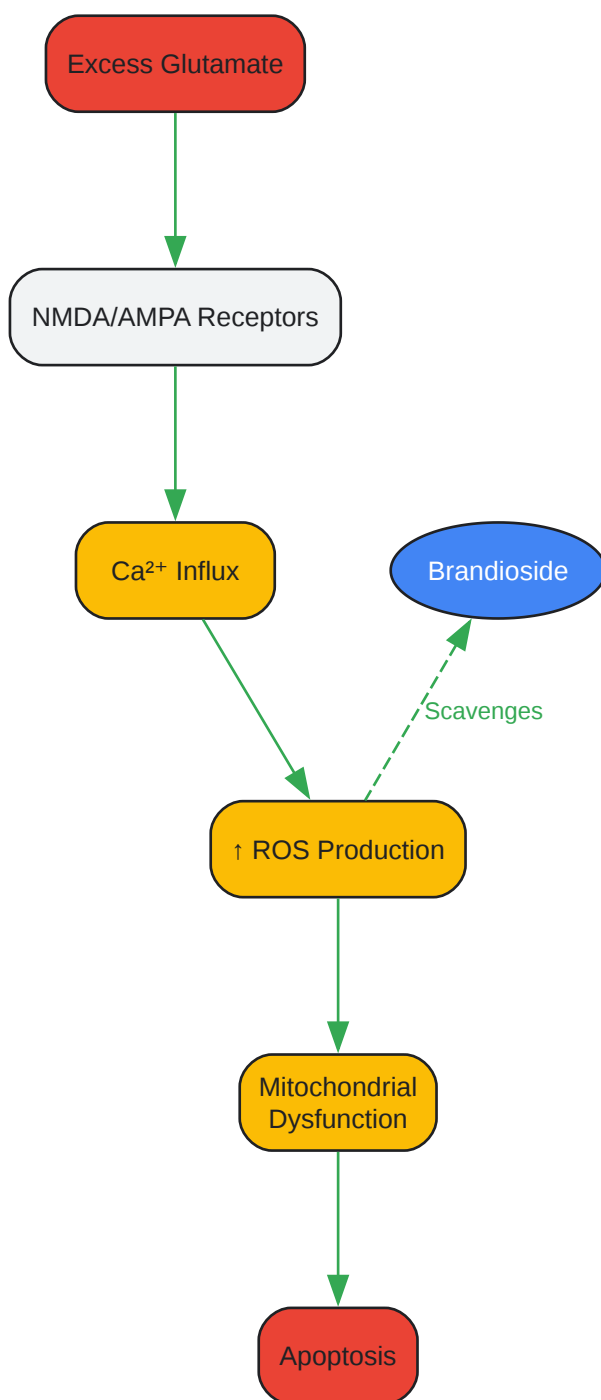 Excess Glutamate
NMDA/AMPA Receptors
Ca²⁺ Influx
Brandioside
Scavenges
↑ ROS Production
Mitochondrial
Dysfunction
Apoptosis